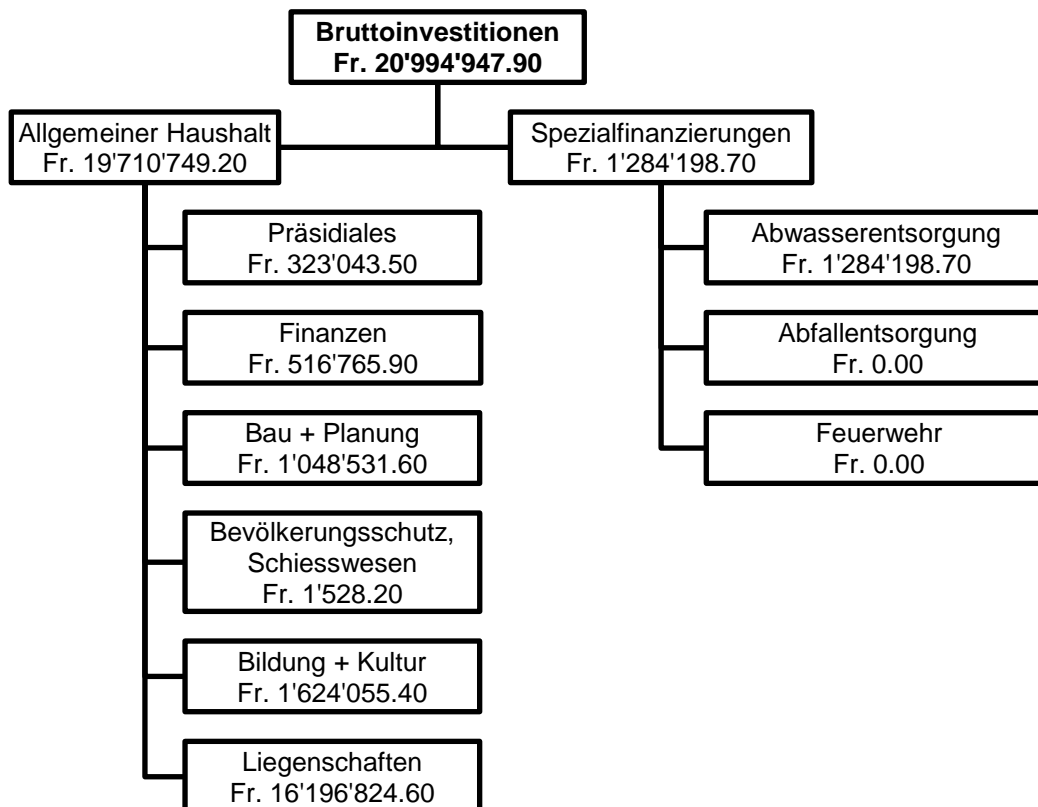 Bruttoinvestitionen
Fr. 20'994'947.90
Allgemeiner Haushalt
Fr. 19'710'749.20
Spezialfinanzierungen
Fr. 1'284'198.70
Präsidiales
Fr. 323'043.50
Finanzen
Fr. 516'765.90
Bau + Planung
Fr. 1'048'531.60
Bevölkerungsschutz,
Schiesswesen
Fr. 1'528.20
Bildung + Kultur
Fr. 1'624'055.40
Liegenschaften
Fr. 16'196'824.60
Abwasserentsorgung
Fr. 1'284'198.70
Abfallentsorgung
Fr. 0.00
Feuerwehr
Fr. 0.00